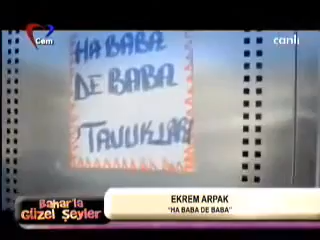 Cem
canlı
HA BABA
DE BABA
TAVUKLARI
Bahar'la
Güzel Şeyler
EKREM ARPAK
"HA BABA DE BABA"